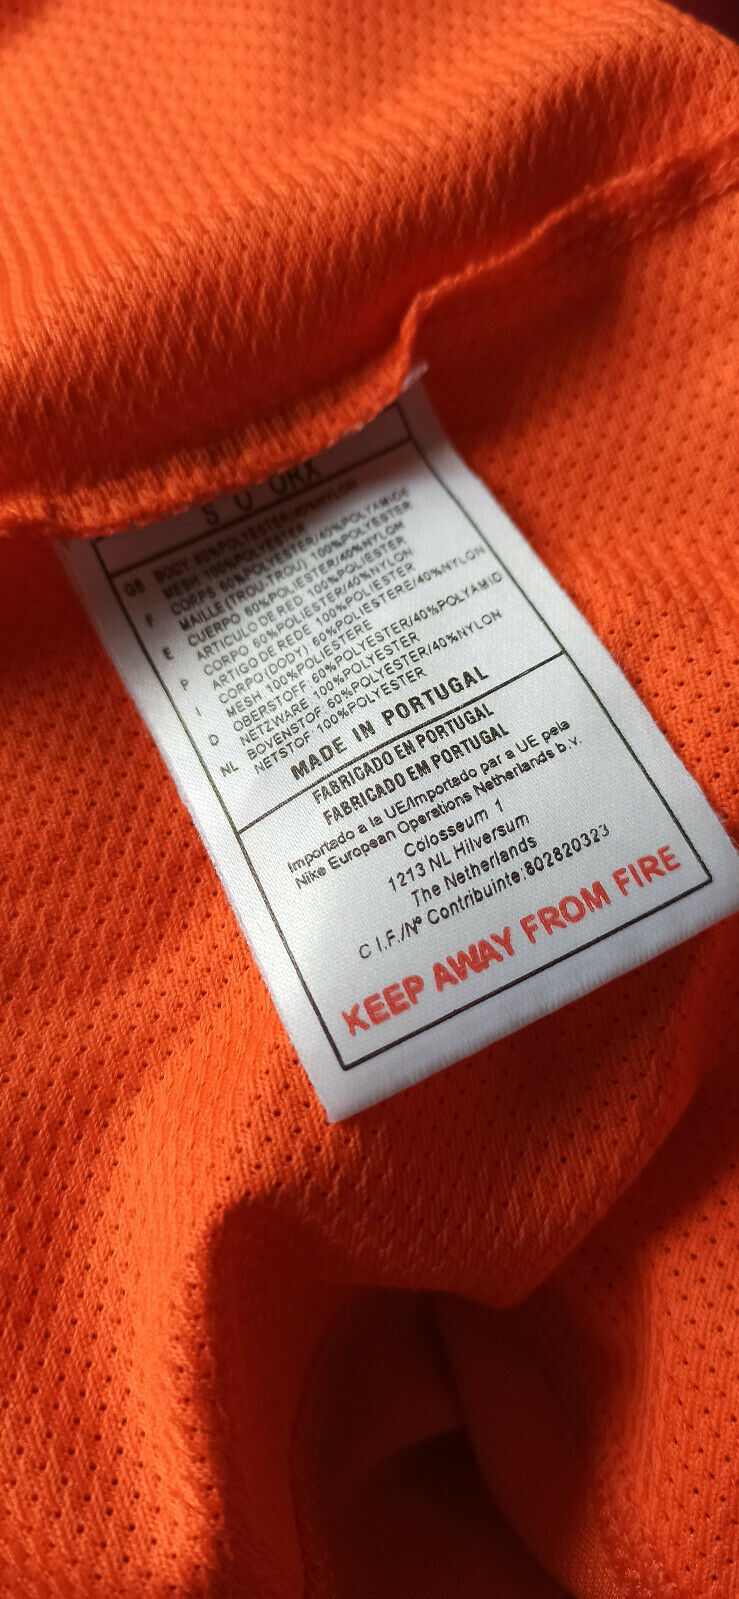 GB BODY 60%POLYESTER/40%NYLON
MESH 100%POLYESTER
F CORPS 60%POLYESTER/40%POLYAMIDE
MAILLE (TROU-TROU) 100%POLYESTER
E CUERPO 60%POLIESTER/40%NYLON
ARTICULO DE RED 100%POLIESTER
P CORPO 60%POLIESTER/40%NYLON
ARTIGO DE REDE 100%POLIESTER
I CORPO (DODY) 60%POLIESTERE/40%NYLON
MESH 100%POLIESTERE
D OBERSTOFF 60%POLYESTER/40%POLYAMID
NETZWARE 100%POLYESTER
NL BOVENSTOF 60%POLYESTER/40%NYLON
NETSTOF 100%POLYESTER
MADE IN PORTUGAL
FABRICADO EN PORTUGAL
FABRICADO EM PORTUGAL
Importado a la UE/Importado par a UE pela
Nike European Operations Netherlands b.v.
Colosseum 1
1213 NL Hilversum
The Netherlands
C I.F./Nº Contribuinte:802820323
KEEP AWAY FROM FIRE